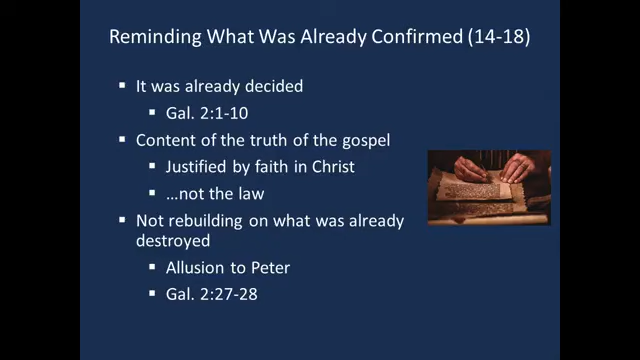 Reminding What Was Already Confirmed (14-18)
It was already decided
Gal. 2:1-10
Content of the truth of the gospel
Justified by faith in Christ
…not the law
Not rebuilding on what was already
destroyed
Allusion to Peter
Gal. 2:27-28